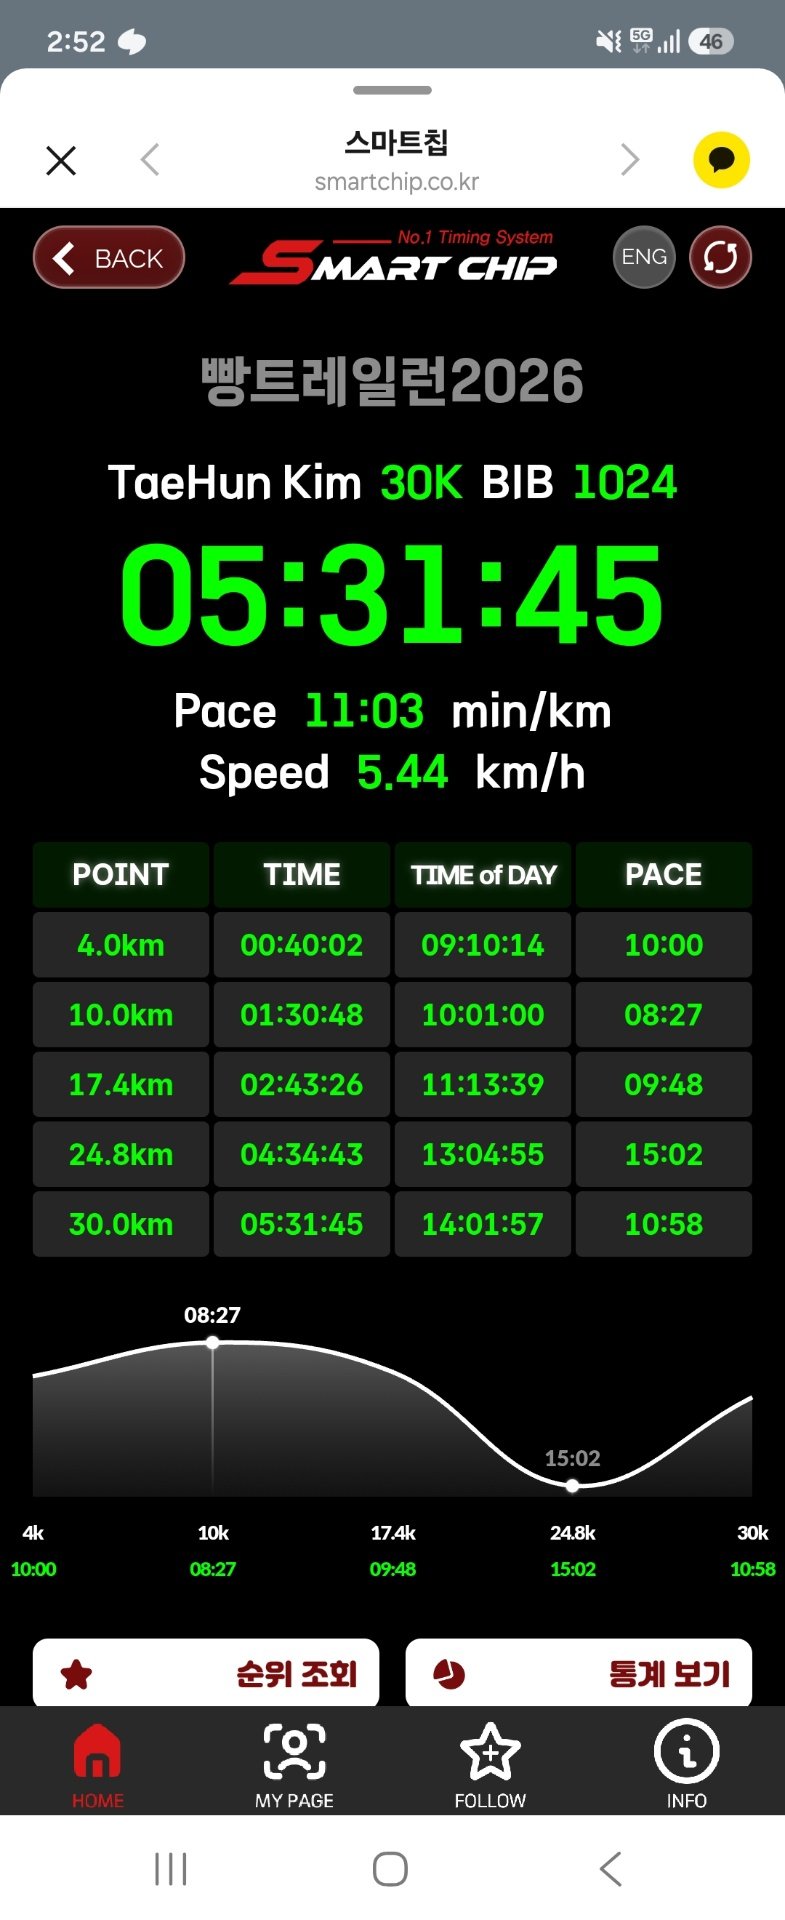 2:52 5G 46
스마트칩
smartchip.co.kr
BACK No.1 Timing System SMART CHIP ENG
빵트레일런2026
TaeHun Kim 30K BIB 1024
05:31:45
Pace 11:03 min/km
Speed 5.44 km/h
POINT TIME TIME of DAY PACE
4.0km 00:40:02 09:10:14 10:00
10.0km 01:30:48 10:01:00 08:27
17.4km 02:43:26 11:13:39 09:48
24.8km 04:34:43 13:04:55 15:02
30.0km 05:31:45 14:01:57 10:58
08:27
15:02
4k 10k 17.4k 24.8k 30k
10:00 08:27 09:48 15:02 10:58
순위 조회 통계 보기
HOME MY PAGE FOLLOW INFO